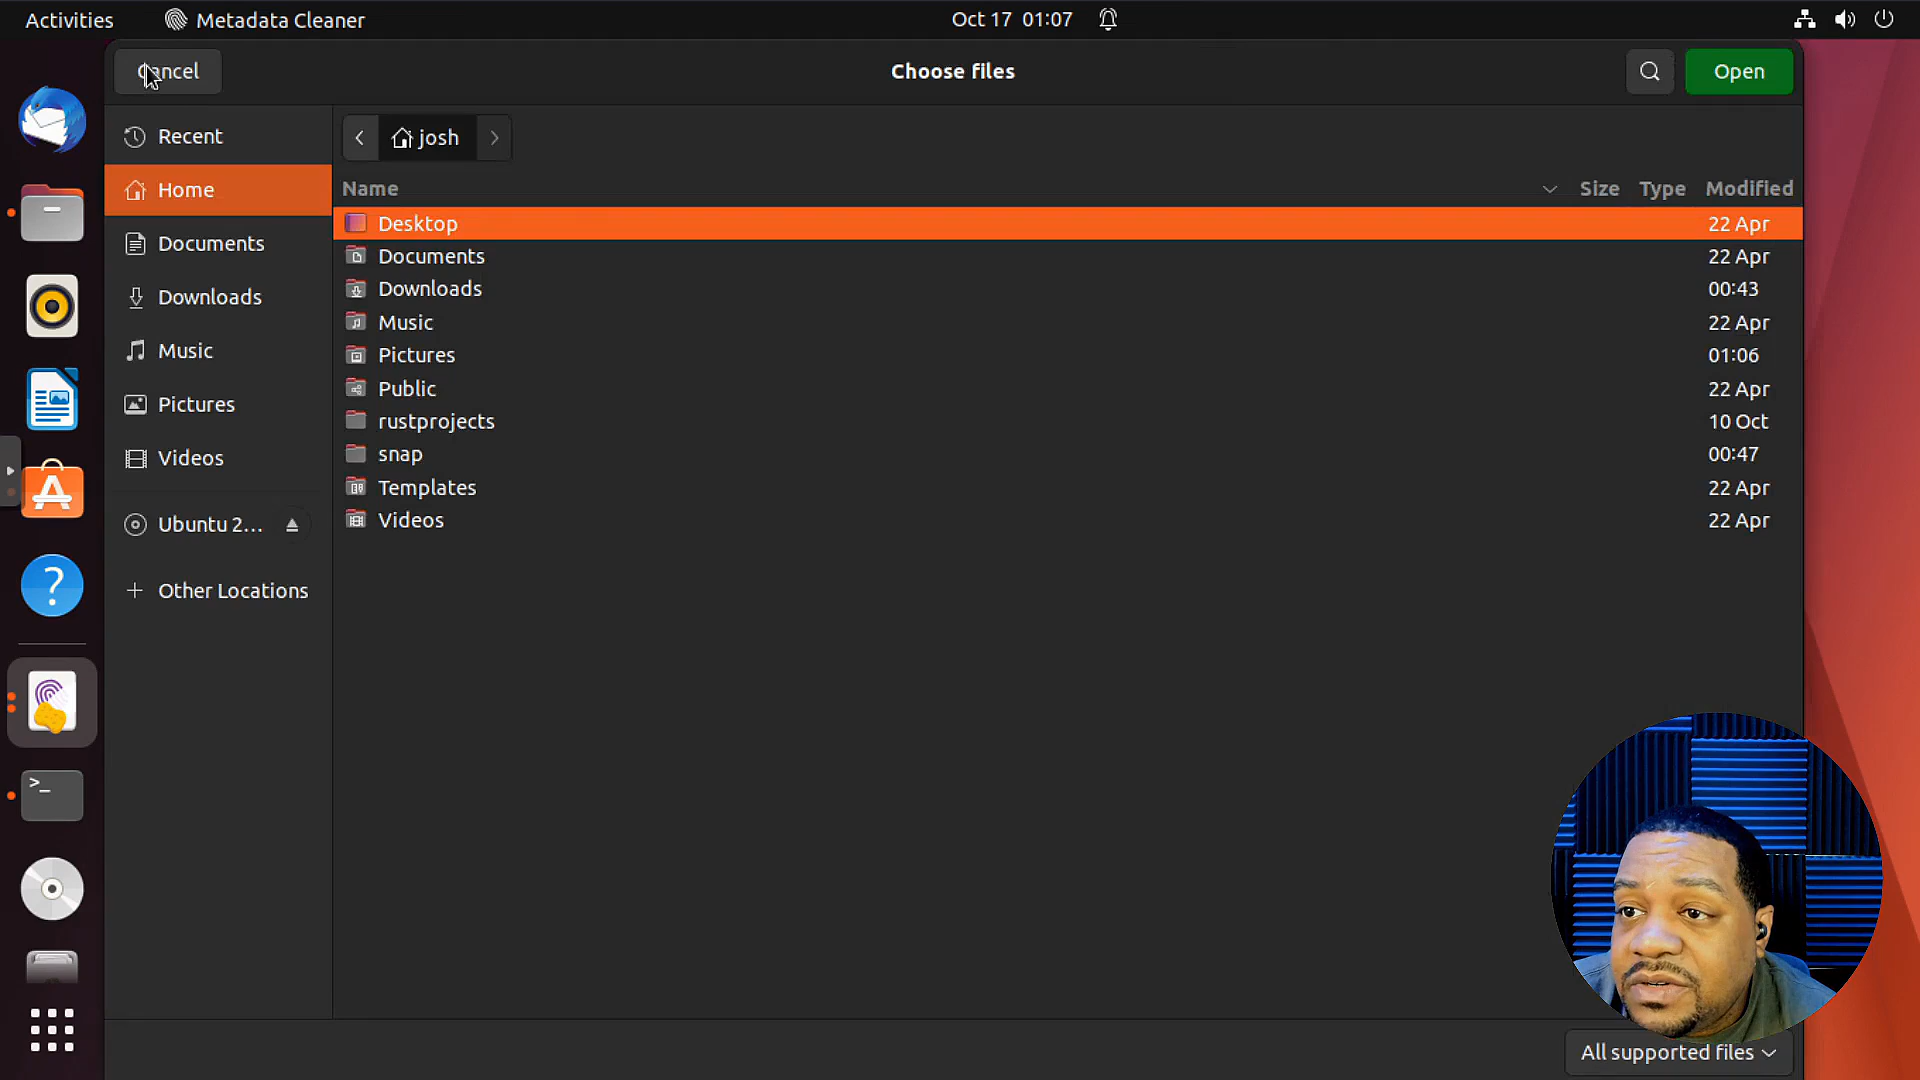 Activities
Metadata Cleaner
Oct 17 01:07
Cancel
Choose files
Open
Recent
Home
Documents
Downloads
Music
Pictures
Videos
Ubuntu 2...
Other Locations
josh
Name Size Type Modified
Desktop 22 Apr
Documents 22 Apr
Downloads 00:43
Music 22 Apr
Pictures 01:06
Public 22 Apr
rustprojects 10 Oct
snap 00:47
Templates 22 Apr
Videos 22 Apr
All supported files